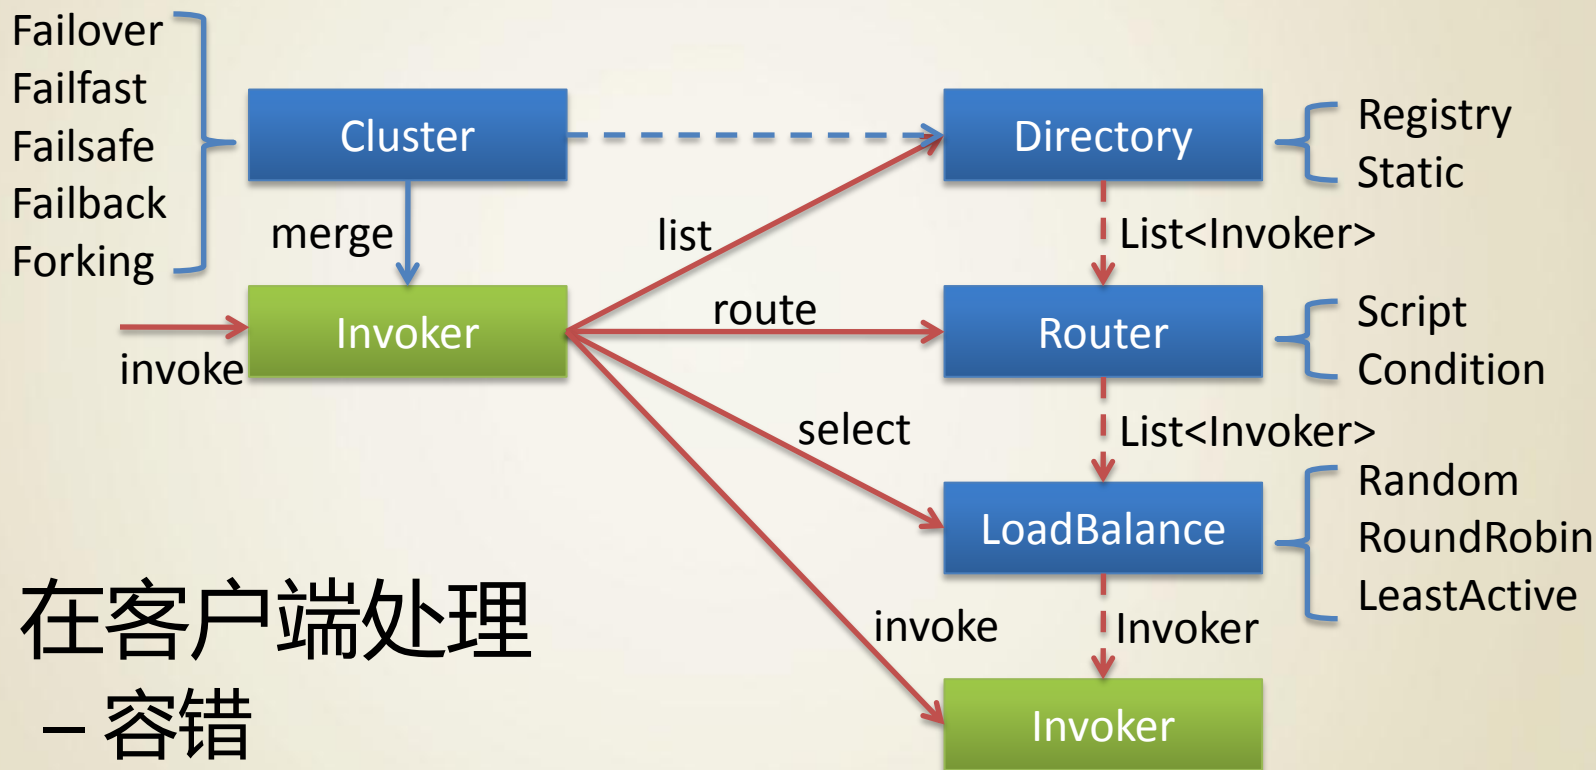 Failover
Failfast
Failsafe
Failback
Forking
Cluster
Directory
Registry
Static
merge
list
List<Invoker>
invoke
Invoker
route
Router
Script
Condition
select
List<Invoker>
LoadBalance
Random
RoundRobin
LeastActive
invoke
Invoker
Invoker
在客户端处理
– 容错